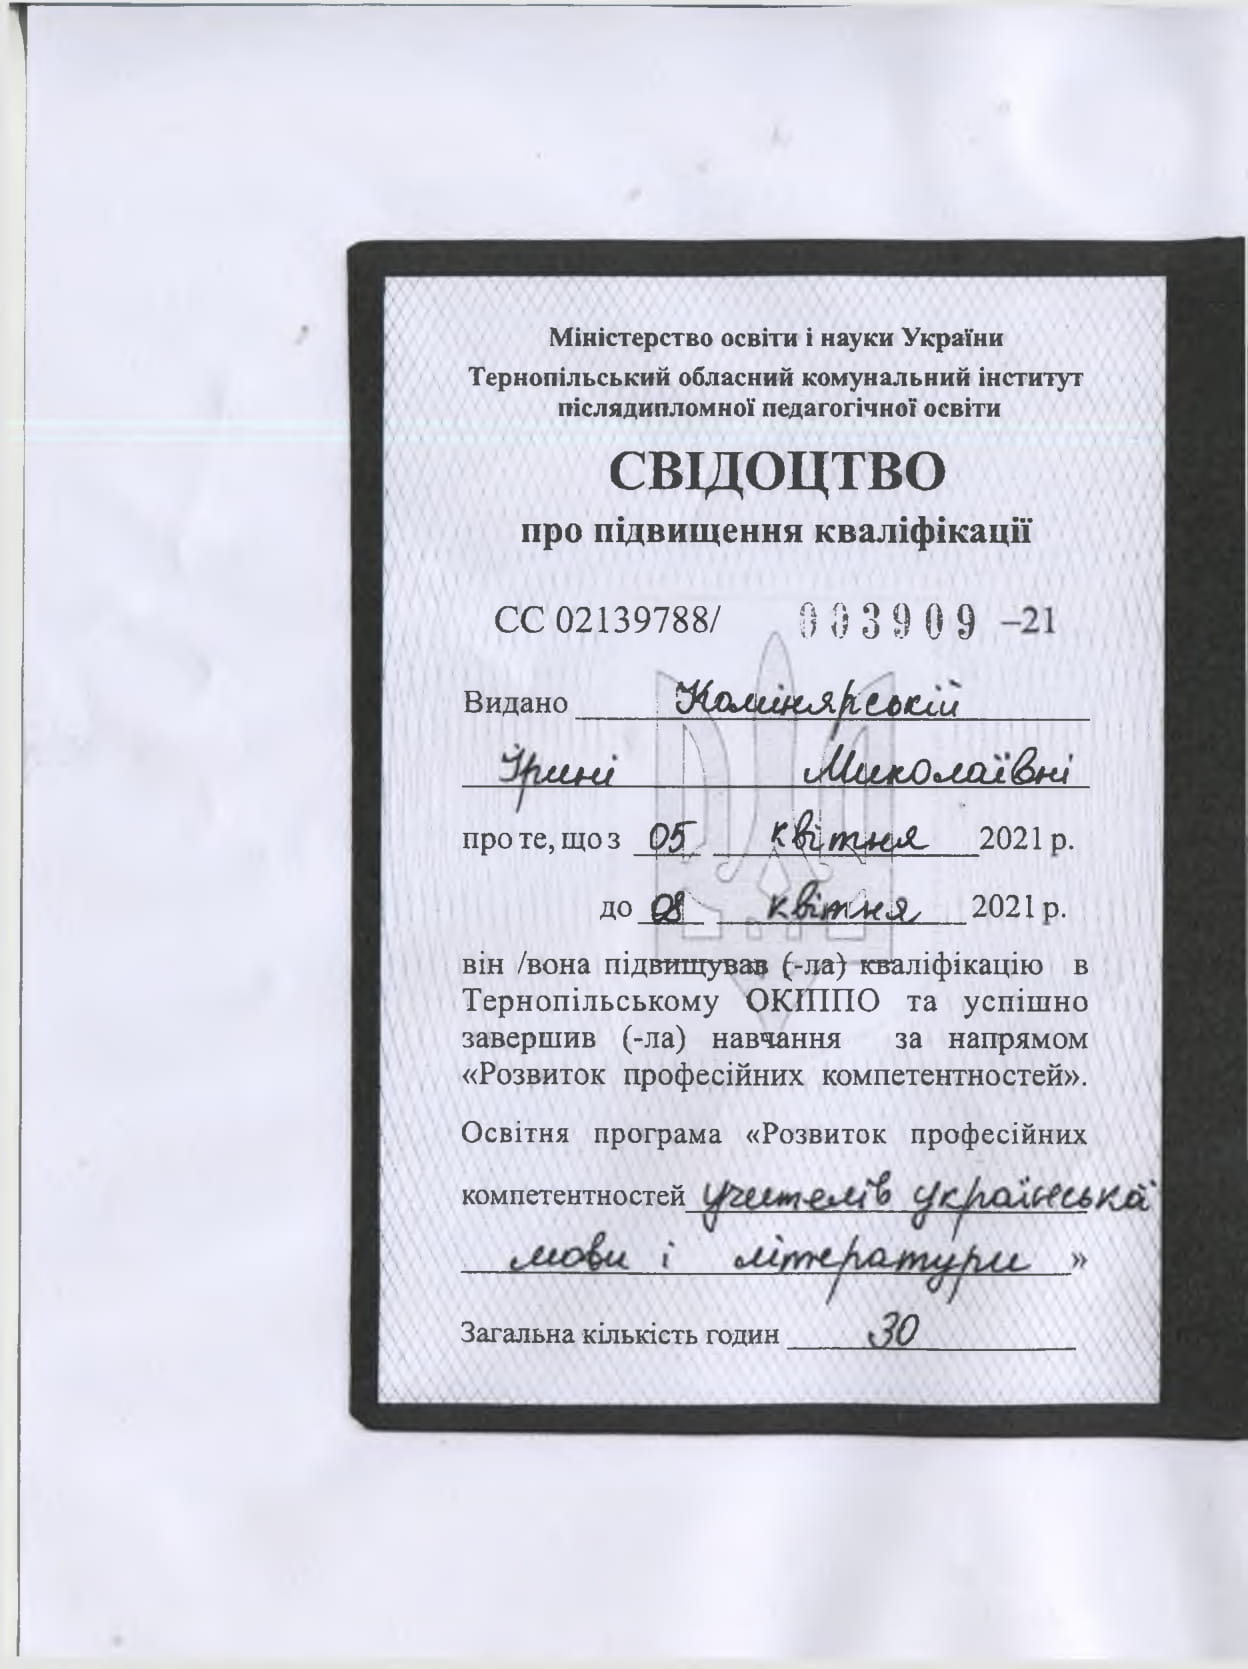 Міністерство освіти і науки України
Тернопільський обласний комунальний інститут
післядипломної педагогічної освіти
СВІДОЦТВО
про підвищення кваліфікації
СС 02139788/ 003909 –21
Видано Калінярській
Ірині Миколаївні
про те, що з 05 квітня 2021 р.
до 08 квітня 2021 р.
він /вона підвищував (-ла) кваліфікацію в
Тернопільському ОКІППО та успішно
завершив (-ла) навчання за напрямом
«Розвиток професійних компетентностей».
Освітня програма «Розвиток професійних
компетентностей учителів української
мови і літератури »
Загальна кількість годин 30